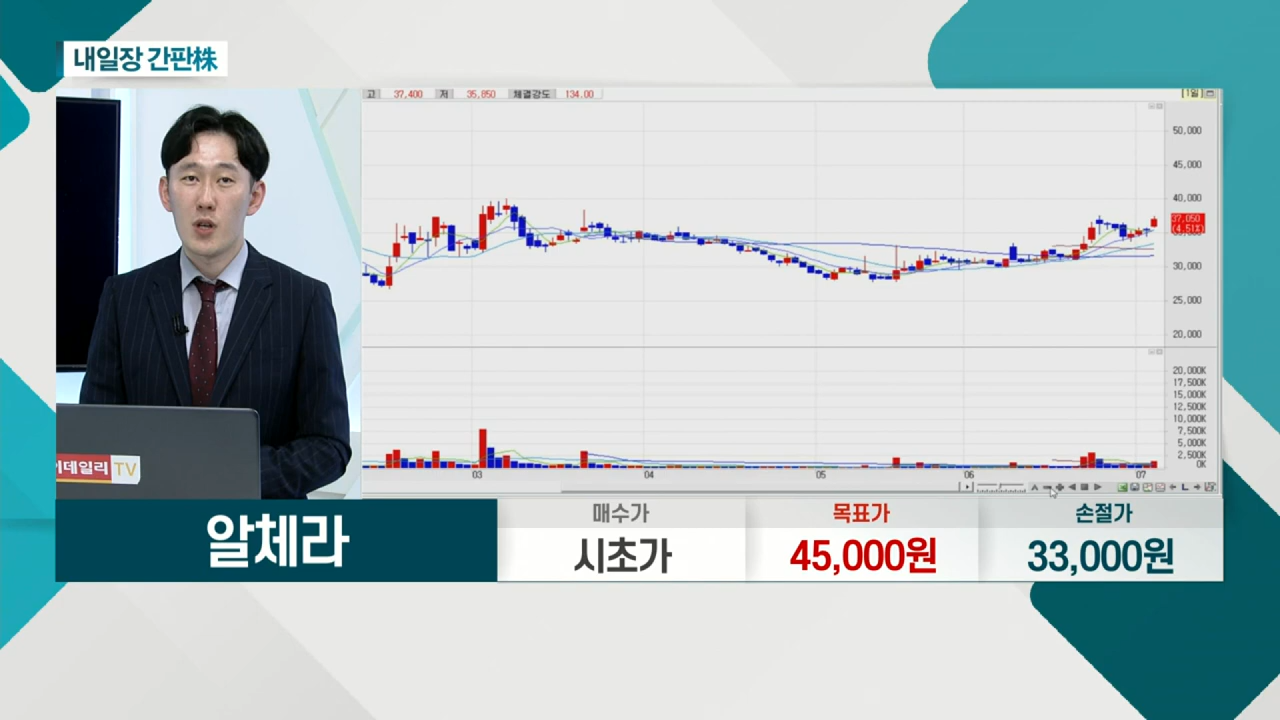 내일장 간판株
고 37,400 저 35,850 체결강도 134.00
[1일]
50,000
45,000
40,000
37,050
(4.51%)
35,000
30,000
25,000
20,000
20,000K
17,500K
15,000K
12,500K
10,000K
7,500K
5,000K
2,500K
0K
03 04 05 06 07
이데일리 TV
알체라
매수가
시초가
목표가
45,000원
손절가
33,000원